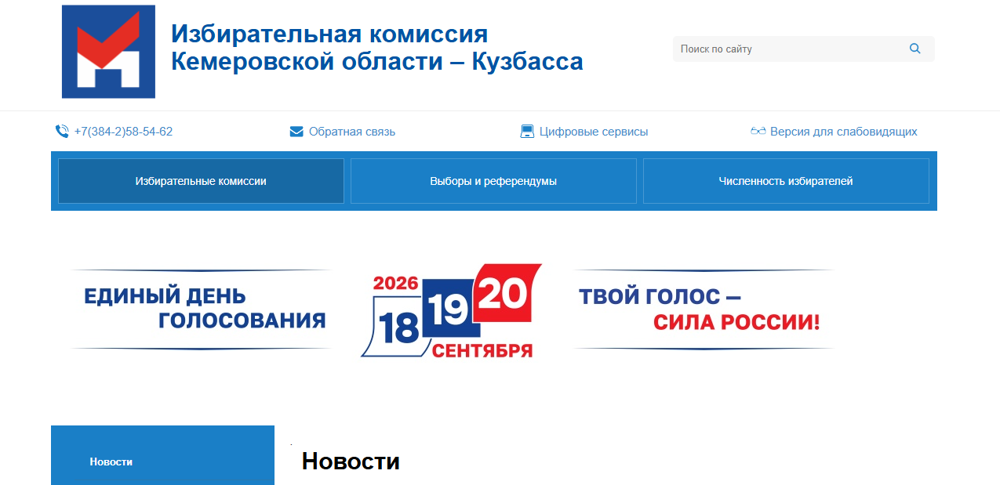 Избирательная комиссия
Кемеровской области – Кузбасса
Поиск по сайту
+7(384-2)58-54-62
Обратная связь
Цифровые сервисы
Версия для слабовидящих
Избирательные комиссии
Выборы и референдумы
Численность избирателей
ЕДИНЫЙ ДЕНЬ
ГОЛОСОВАНИЯ
2026
18 19 20
СЕНТЯБРЯ
ТВОЙ ГОЛОС –
СИЛА РОССИИ!
Новости
Новости